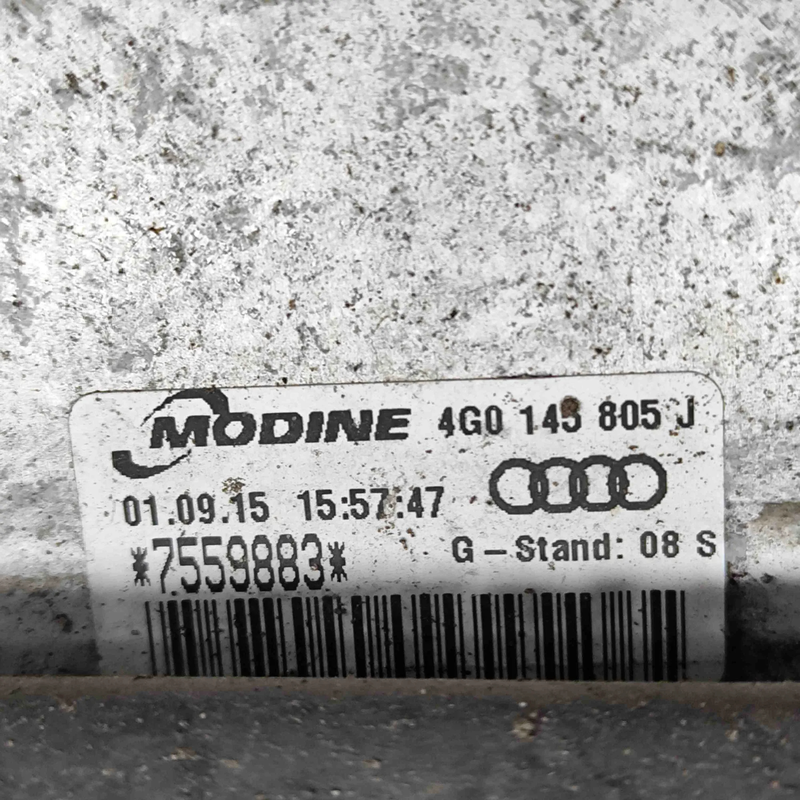 MODINE 4G0 145 805 J
01.09.15 15:57:47
*7559883* G-Stand: 08 S